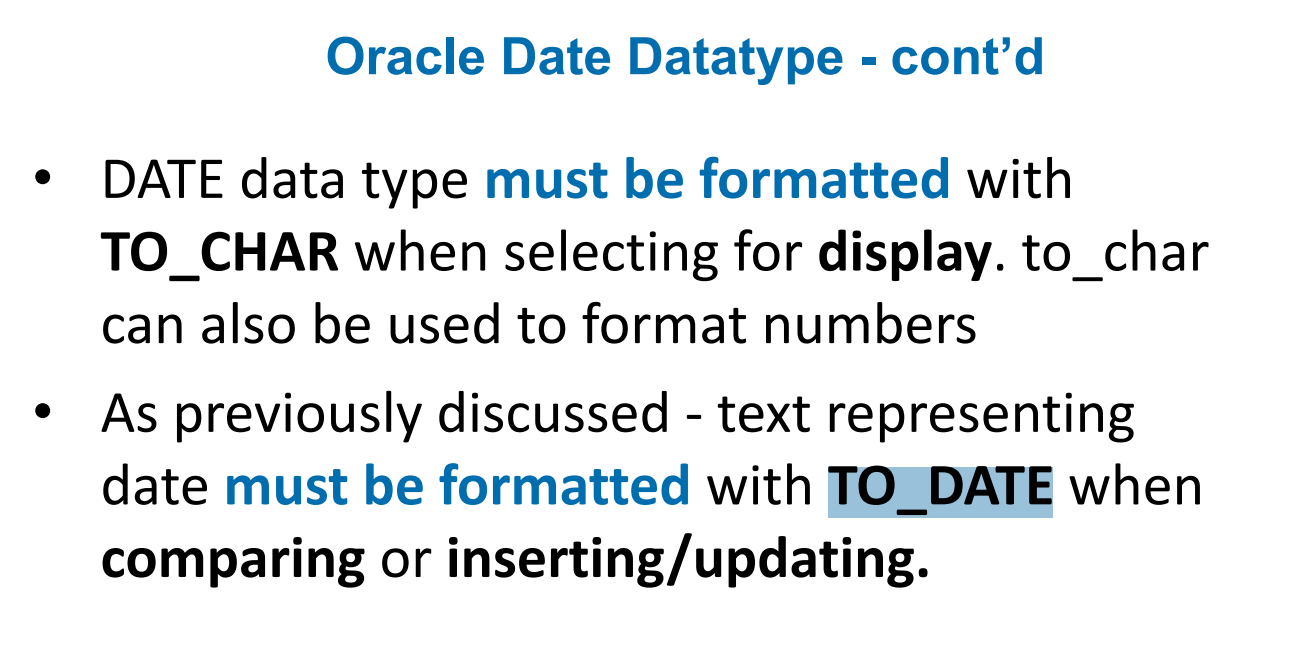 Oracle Date Datatype - cont’d
• DATE data type must be formatted with
TO_CHAR when selecting for display. to_char
can also be used to format numbers
• As previously discussed - text representing
date must be formatted with TO_DATE when
comparing or inserting/updating.